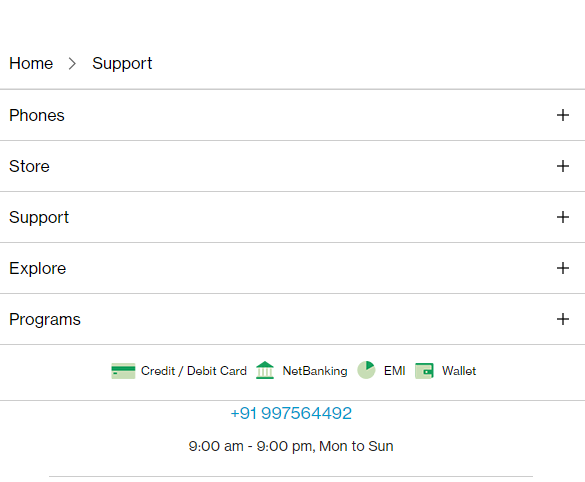 Home > Support
Phones +
Store +
Support +
Explore +
Programs +
Credit / Debit Card NetBanking EMI Wallet
+91 997564492
9:00 am - 9:00 pm, Mon to Sun